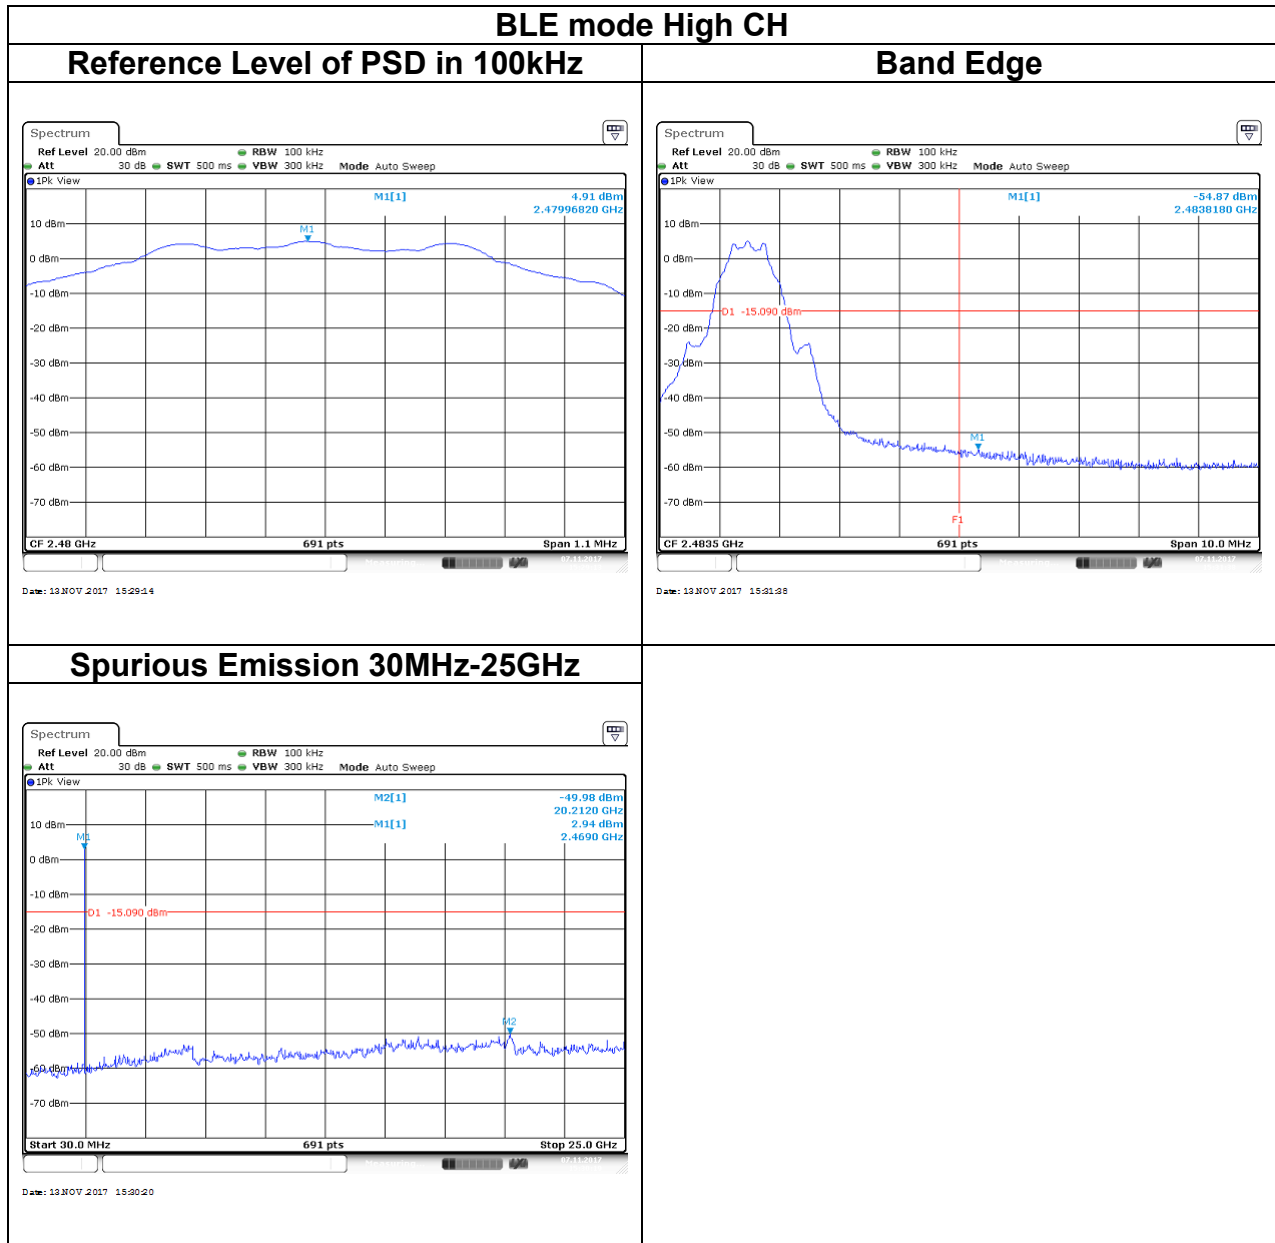 BLE mode High CH
Reference Level of PSD in 100kHz
Band Edge
Spectrum
Ref Level 20.00 dBm RBW 100 kHz
Att 30 dB SWT 500 ms VBW 300 kHz Mode Auto Sweep
1Pk View
M1[1] 4.91 dBm
2.47996820 GHz
10 dBm
M1
0 dBm
-10 dBm
-20 dBm
-30 dBm
-40 dBm
-50 dBm
-60 dBm
-70 dBm
CF 2.48 GHz 691 pts Span 1.1 MHz
Measuring... 07.11.2017
Date: 13.NOV.2017 15:29:14
Spectrum
Ref Level 20.00 dBm RBW 100 kHz
Att 30 dB SWT 500 ms VBW 300 kHz Mode Auto Sweep
1Pk View
M1[1] -54.87 dBm
2.4838180 GHz
10 dBm
0 dBm
-10 dBm
D1 -15.090 dBm
-20 dBm
-30 dBm
-40 dBm
-50 dBm
M1
-60 dBm
-70 dBm
F1
CF 2.4835 GHz 691 pts Span 10.0 MHz
Measuring... 07.11.2017
Date: 13.NOV.2017 15:31:38
Spurious Emission 30MHz-25GHz
Spectrum
Ref Level 20.00 dBm RBW 100 kHz
Att 30 dB SWT 500 ms VBW 300 kHz Mode Auto Sweep
1Pk View
M2[1] -49.98 dBm
20.2120 GHz
10 dBm M1[1] 2.94 dBm
M1 2.4690 GHz
0 dBm
-10 dBm
D1 -15.090 dBm
-20 dBm
-30 dBm
-40 dBm
M2
-50 dBm
-60 dBm
-70 dBm
Start 30.0 MHz 691 pts Stop 25.0 GHz
Measuring... 07.11.2017
Date: 13.NOV.2017 15:30:20